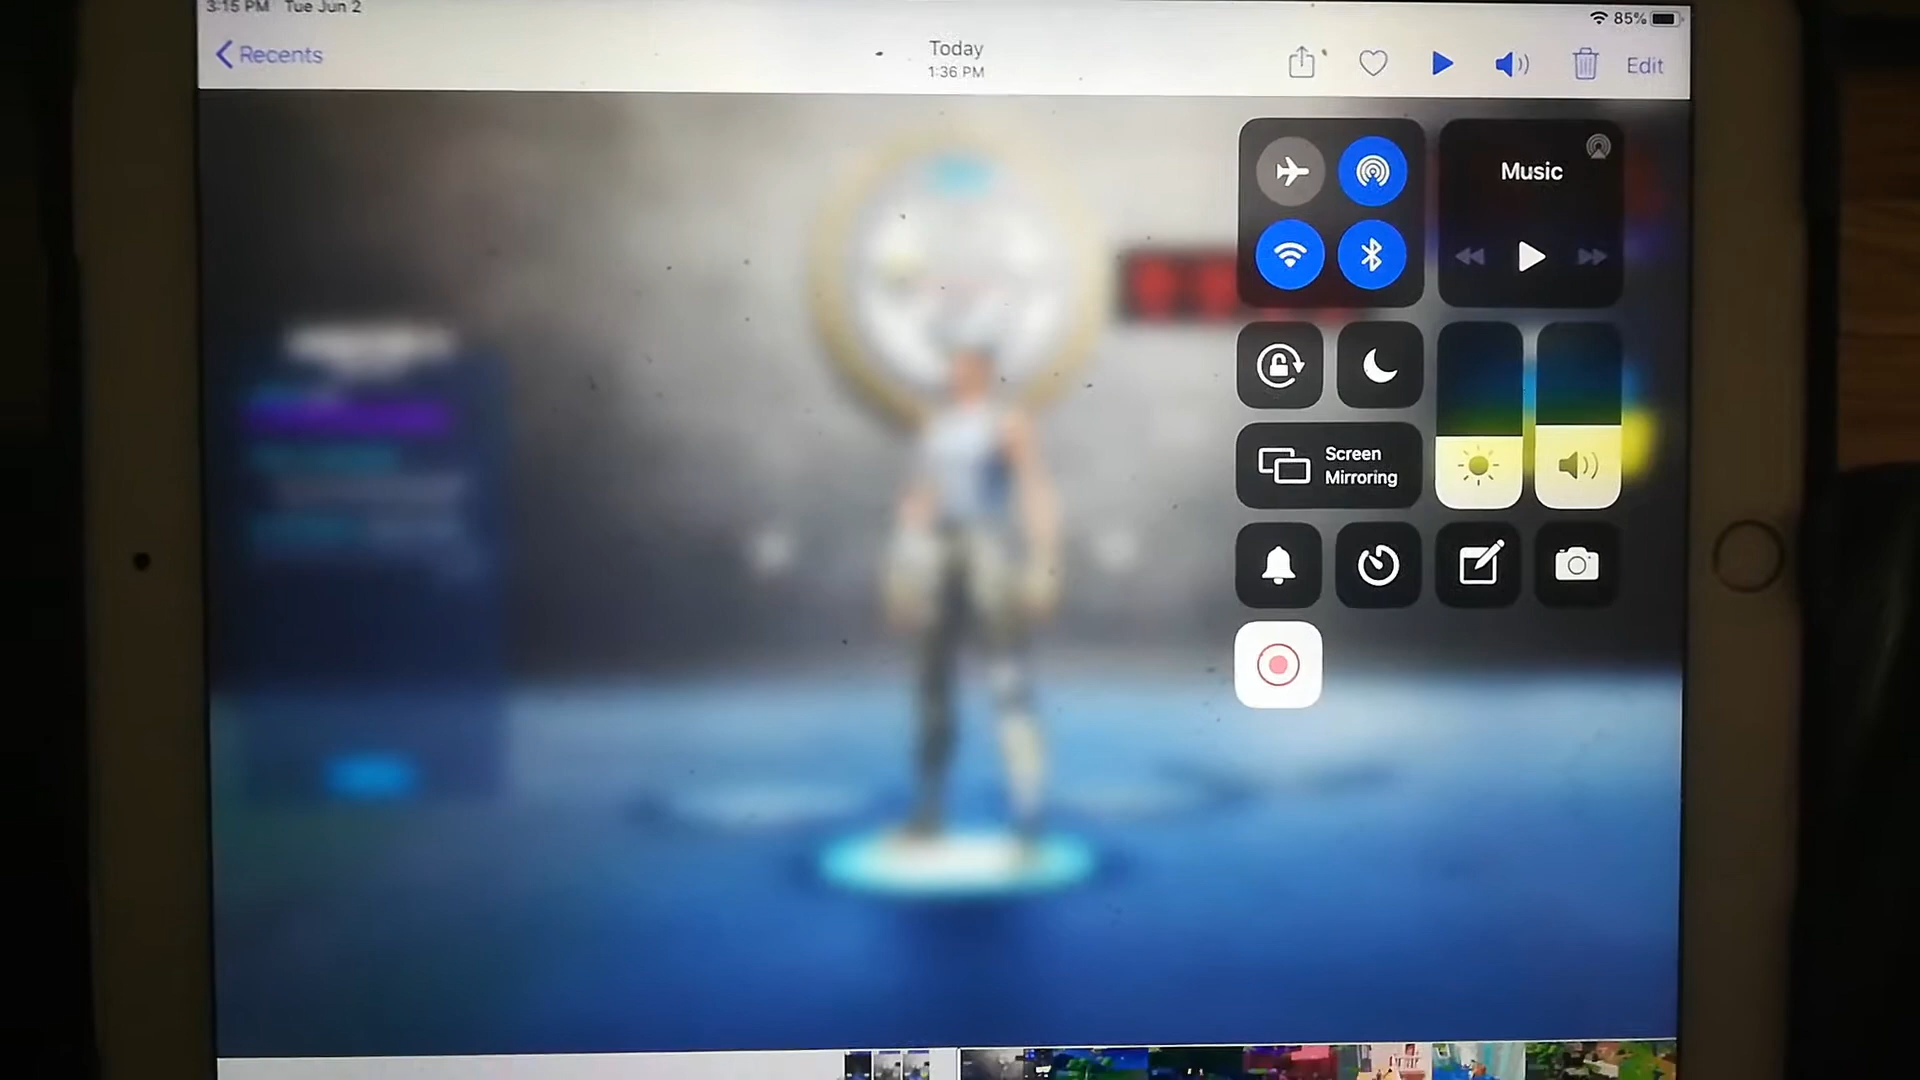 3:15 PM Tue Jun 2
85%
Recents
Today
1:36 PM
Edit
Music
Screen
Mirroring